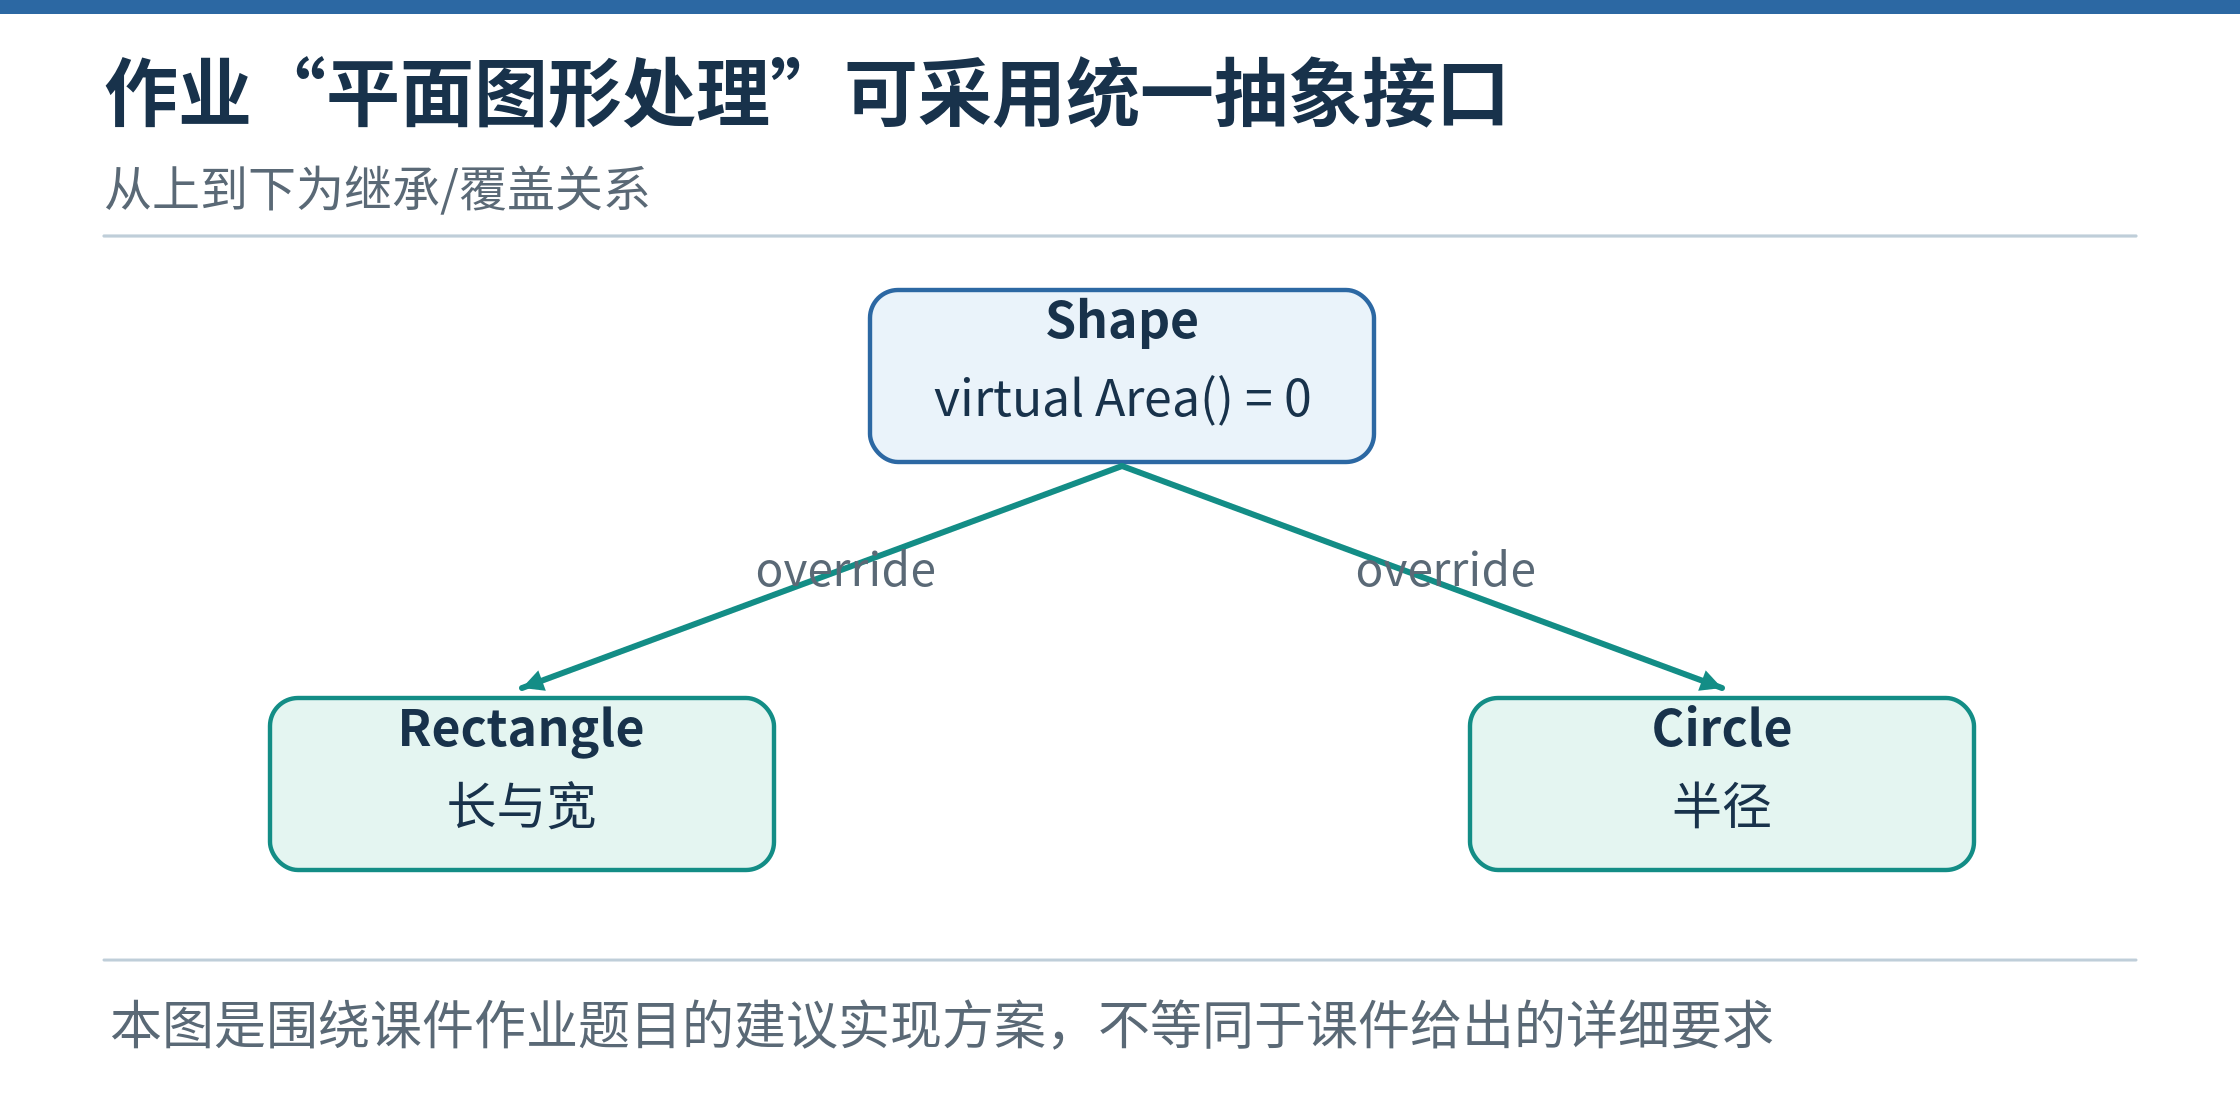 作业“平面图形处理”可采用统一抽象接口
从上到下为继承/覆盖关系
Shape
virtual Area() = 0
override
override
Rectangle
长与宽
Circle
半径
本图是围绕课件作业题目的建议实现方案，不等同于课件给出的详细要求